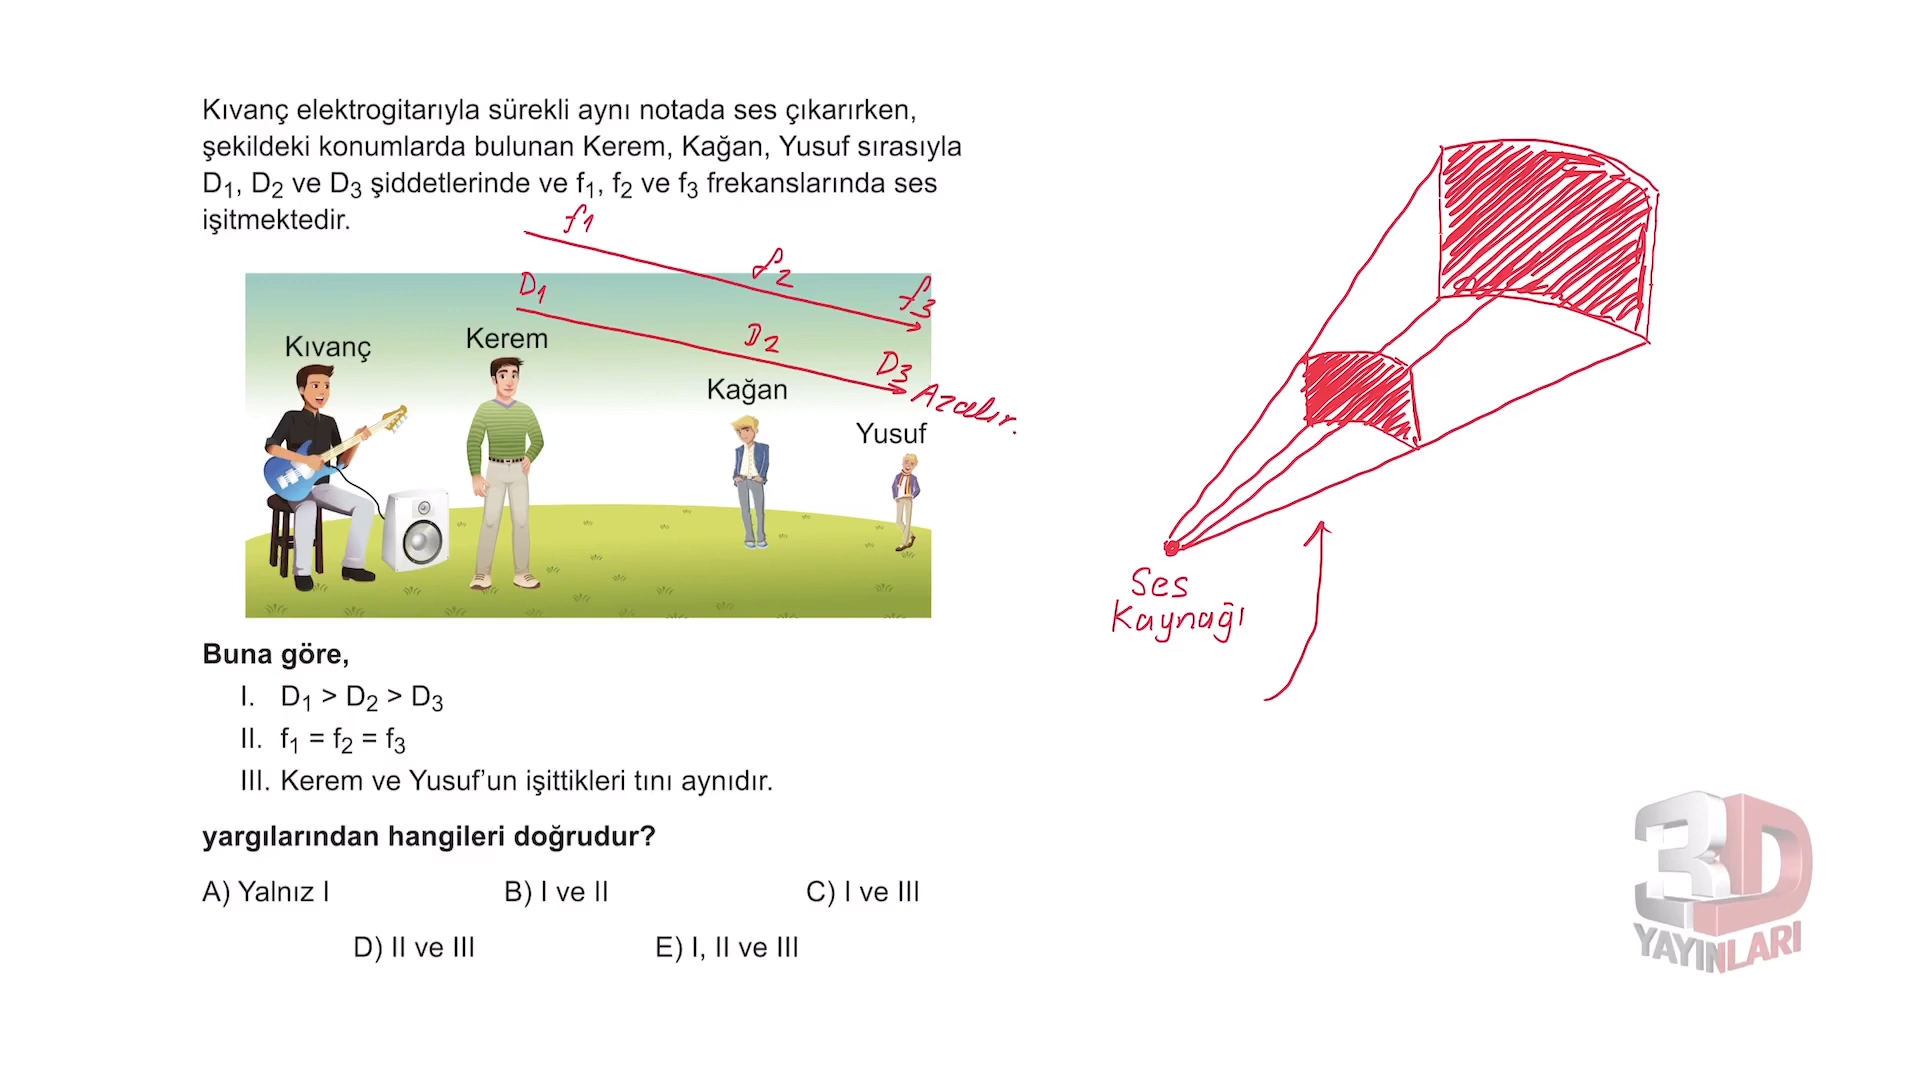 Kıvanç elektrogitarıyla sürekli aynı notada ses çıkarırken,
şekildeki konumlarda bulunan Kerem, Kağan, Yusuf sırasıyla
D1, D2 ve D3 şiddetlerinde ve f1, f2 ve f3 frekanslarında ses
işitmektedir.
f1
f2
f3
D1
D2
D3 Azalır.
Kıvanç
Kerem
Kağan
Yusuf
Ses
Kaynağı
Buna göre,
I. D1 > D2 > D3
II. f1 = f2 = f3
III. Kerem ve Yusuf’un işittikleri tını aynıdır.
yargılarından hangileri doğrudur?
A) Yalnız I B) I ve II C) I ve III
D) II ve III E) I, II ve III
3D
YAYINLARI